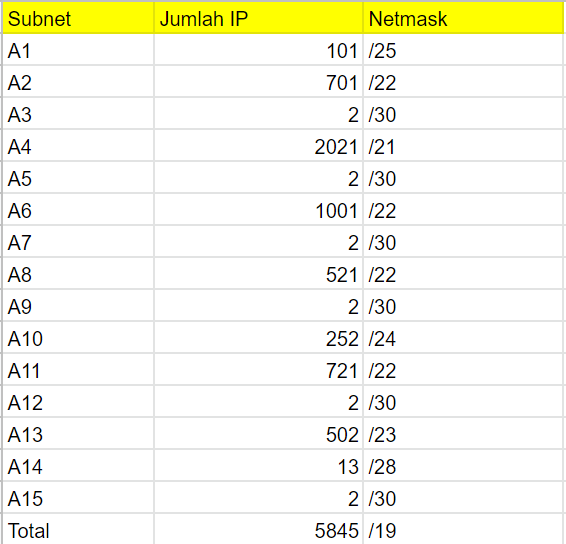 Subnet Jumlah IP Netmask
A1 101 /25
A2 701 /22
A3 2 /30
A4 2021 /21
A5 2 /30
A6 1001 /22
A7 2 /30
A8 521 /22
A9 2 /30
A10 252 /24
A11 721 /22
A12 2 /30
A13 502 /23
A14 13 /28
A15 2 /30
Total 5845 /19